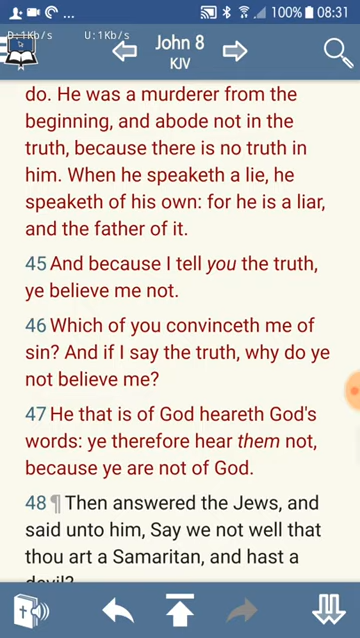 100% 08:31
D:1Kb/s U:1Kb/s
John 8
KJV
do. He was a murderer from the
beginning, and abode not in the
truth, because there is no truth in
him. When he speaketh a lie, he
speaketh of his own: for he is a liar,
and the father of it.
45 And because I tell you the truth,
ye believe me not.
46 Which of you convinceth me of
sin? And if I say the truth, why do ye
not believe me?
47 He that is of God heareth God's
words: ye therefore hear them not,
because ye are not of God.
48 ¶ Then answered the Jews, and
said unto him, Say we not well that
thou art a Samaritan, and hast a
devil?